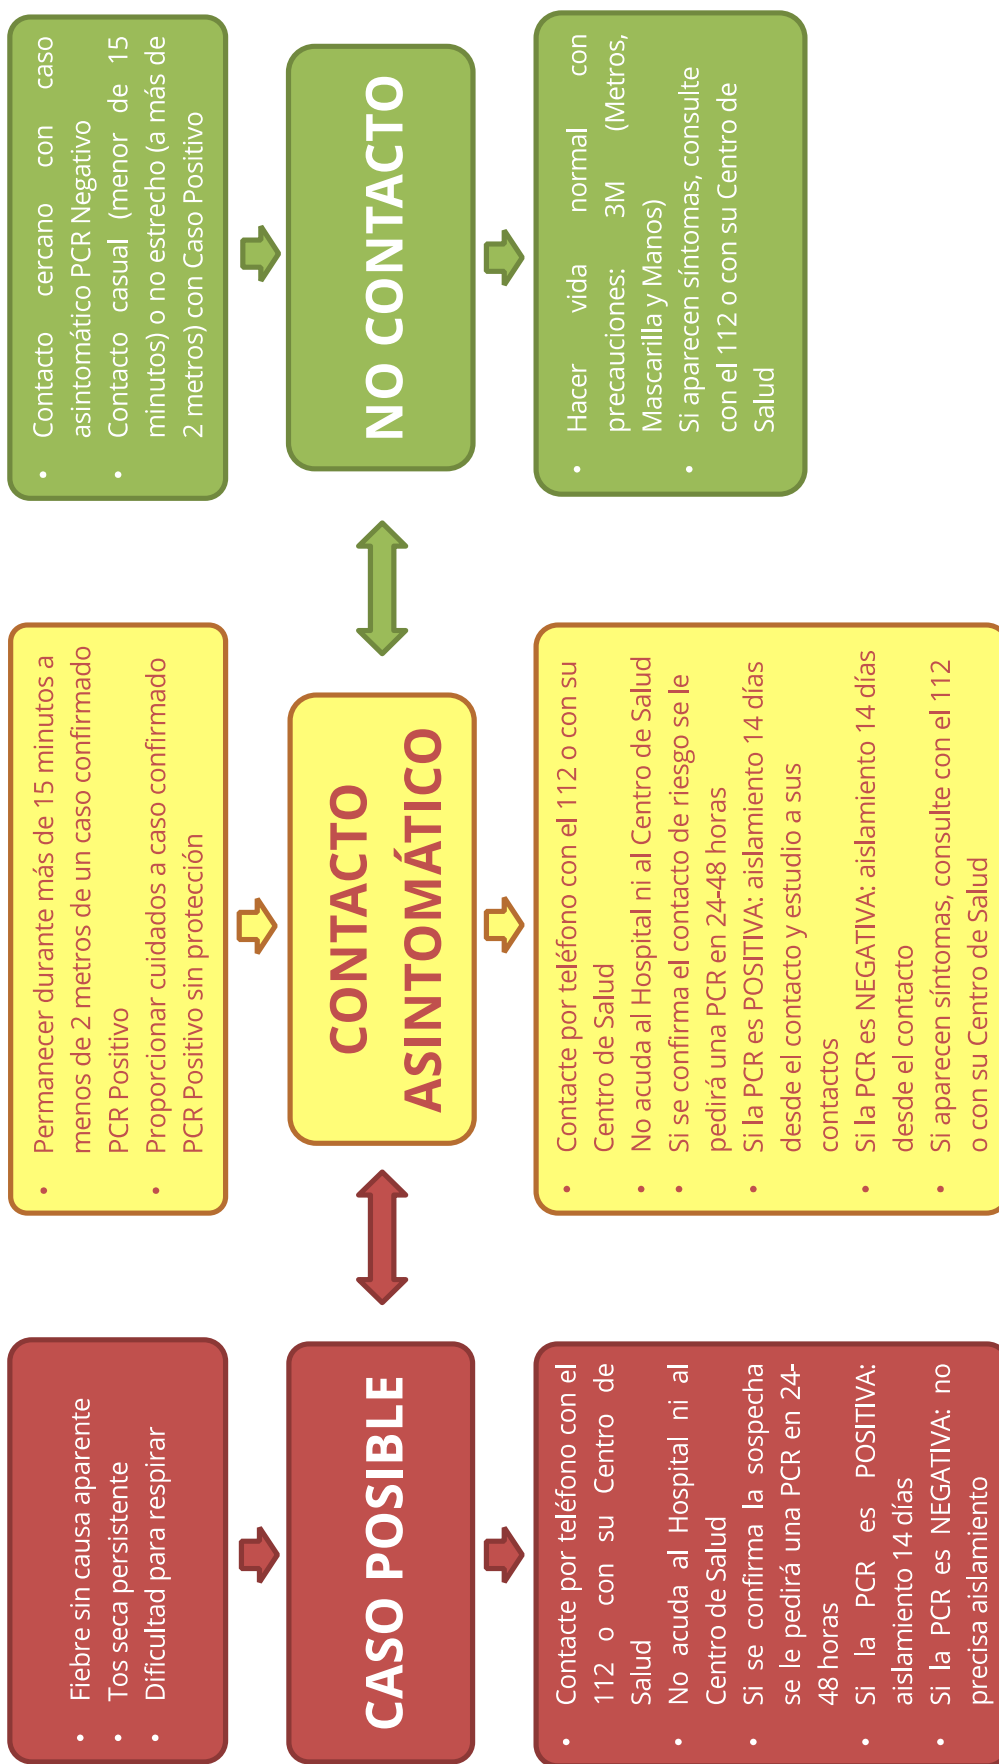 • Fiebre sin causa aparente
• Tos seca persistente
• Dificultad para respirar
CASO POSIBLE
• Contacte por teléfono con el
112 o con su Centro de
Salud
• No acuda al Hospital ni al
Centro de Salud
• Si se confirma la sospecha
se le pedirá una PCR en 24-
48 horas
• Si la PCR es POSITIVA:
aislamiento 14 días
• Si la PCR es NEGATIVA: no
precisa aislamiento
• Permanecer durante más de 15 minutos a
menos de 2 metros de un caso confirmado
PCR Positivo
• Proporcionar cuidados a caso confirmado
PCR Positivo sin protección
CONTACTO
ASINTOMÁTICO
• Contacte por teléfono con el 112 o con su
Centro de Salud
• No acuda al Hospital ni al Centro de Salud
• Si se confirma el contacto de riesgo se le
pedirá una PCR en 24-48 horas
• Si la PCR es POSITIVA: aislamiento 14 días
desde el contacto y estudio a sus
contactos
• Si la PCR es NEGATIVA: aislamiento 14 días
desde el contacto
• Si aparecen síntomas, consulte con el 112
o con su Centro de Salud
• Contacto cercano con caso
asintomático PCR Negativo
• Contacto casual (menor de 15
minutos) o no estrecho (a más de
2 metros) con Caso Positivo
NO CONTACTO
• Hacer vida normal con
precauciones: 3M (Metros,
Mascarilla y Manos)
• Si aparecen síntomas, consulte
con el 112 o con su Centro de
Salud